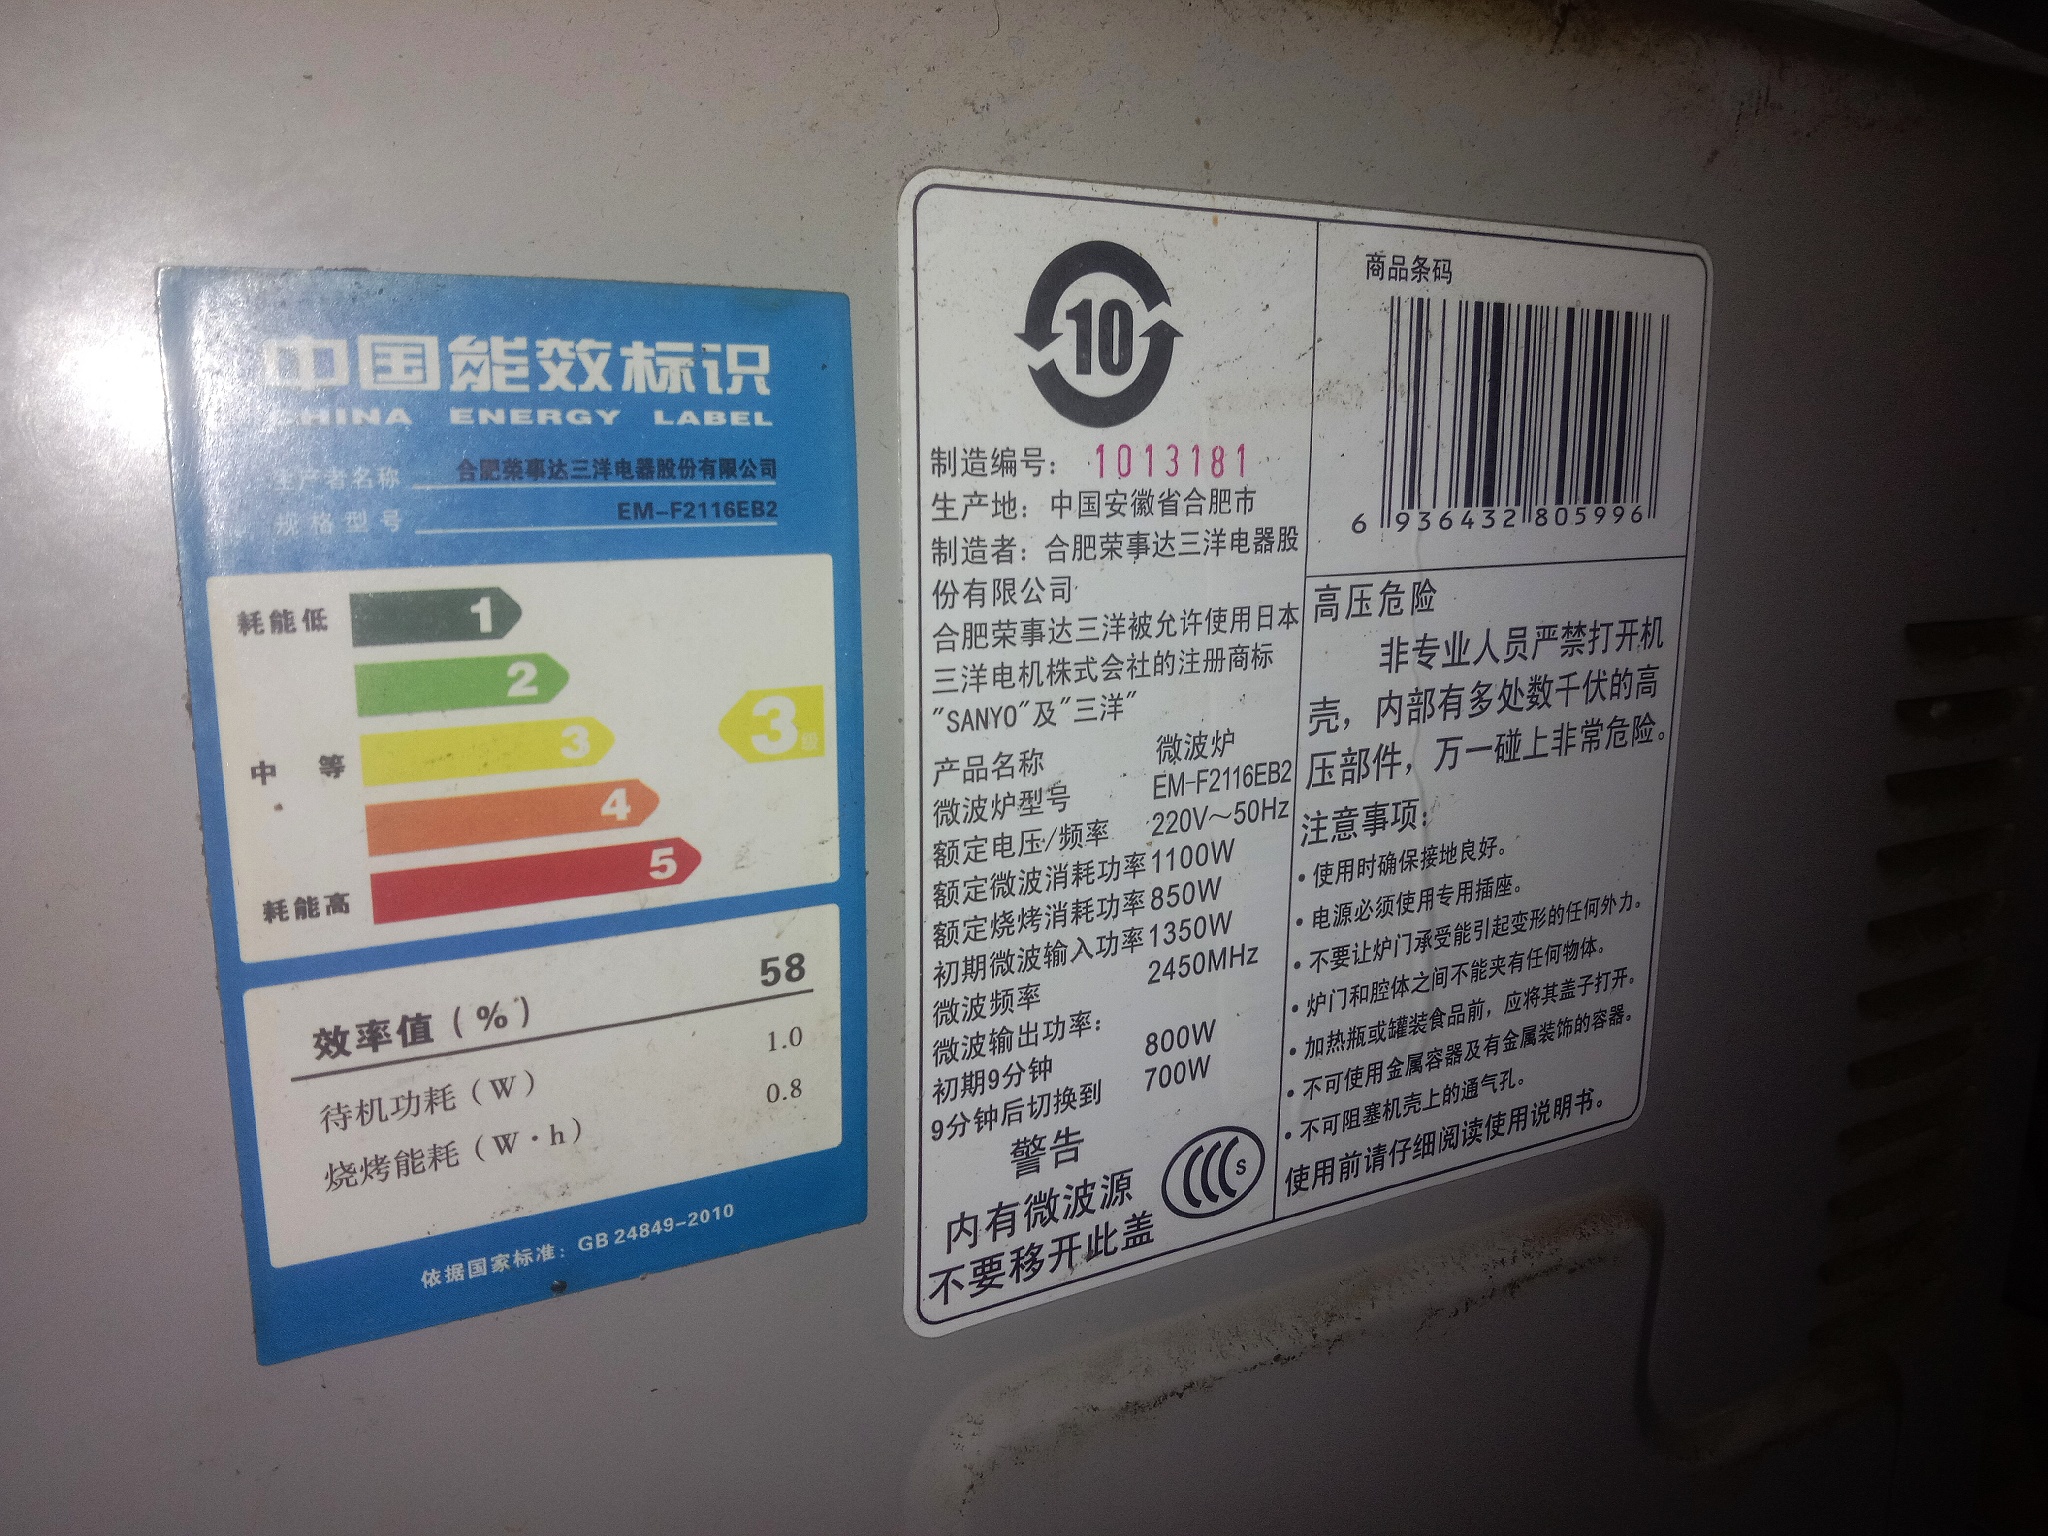 中国能效标识
CHINA ENERGY LABEL
生产者名称 合肥荣事达三洋电器股份有限公司
规格型号 EM-F2116EB2
耗能低
1
2
中 等
3
3级
4
5
耗能高
效率值(%) 58
待机功耗(W) 1.0
烧烤能耗(W·h) 0.8
依据国家标准：GB 24849-2010
10
制造编号： 1013181
生产地：中国安徽省合肥市
制造者：合肥荣事达三洋电器股
份有限公司
合肥荣事达三洋被允许使用日本
三洋电机株式会社的注册商标
"SANYO"及"三洋"
产品名称 微波炉
微波炉型号 EM-F2116EB2
额定电压/频率 220V～50Hz
额定微波消耗功率 1100W
额定烧烤消耗功率 850W
初期微波输入功率 1350W
微波频率 2450MHz
微波输出功率：
初期9分钟 800W
9分钟后切换到 700W
警告
内有微波源
不要移开此盖
CCC S
商品条码
6 936432 805996
高压危险
非专业人员严禁打开机
壳，内部有多处数千伏的高
压部件，万一碰上非常危险。
注意事项：
•使用时确保接地良好。
•电源必须使用专用插座。
•不要让炉门承受能引起变形的任何外力。
•炉门和腔体之间不能夹有任何物体。
•加热瓶或罐装食品前，应将其盖子打开。
•不可使用金属容器及有金属装饰的容器。
•不可阻塞机壳上的通气孔。
使用前请仔细阅读使用说明书。